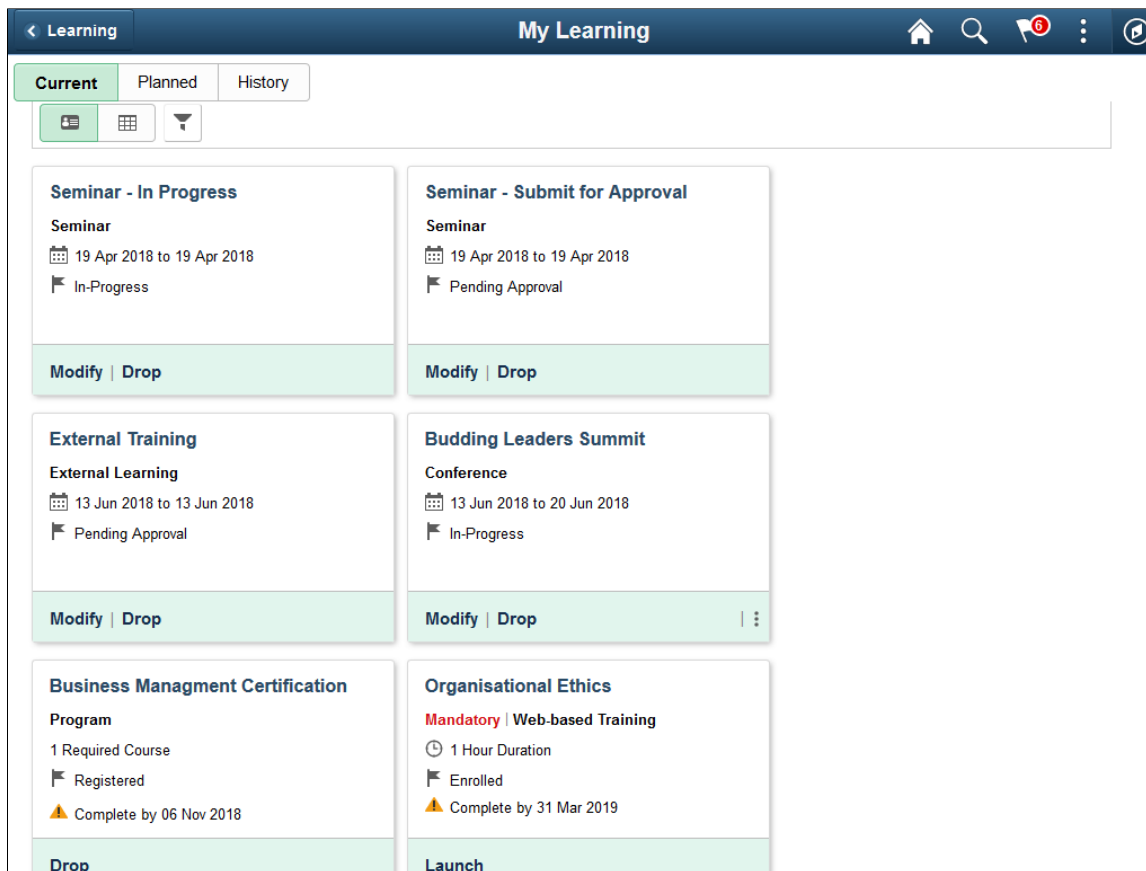 Learning
My Learning
6
Current
Planned
History
Seminar - In Progress
Seminar
19 Apr 2018 to 19 Apr 2018
In-Progress
Modify | Drop
Seminar - Submit for Approval
Seminar
19 Apr 2018 to 19 Apr 2018
Pending Approval
Modify | Drop
External Training
External Learning
13 Jun 2018 to 13 Jun 2018
Pending Approval
Modify | Drop
Budding Leaders Summit
Conference
13 Jun 2018 to 20 Jun 2018
In-Progress
Modify | Drop
Business Managment Certification
Program
1 Required Course
Registered
Complete by 06 Nov 2018
Drop
Organisational Ethics
Mandatory | Web-based Training
1 Hour Duration
Enrolled
Complete by 31 Mar 2019
Launch